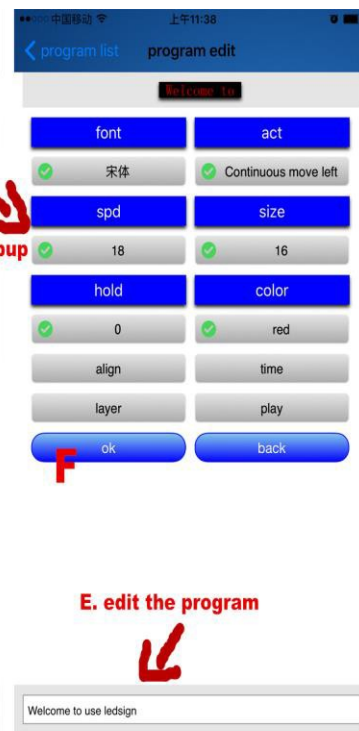 中国移动 上午11:38
program list program edit
Welcome to
font act
宋体 Continuous move left
spd size
pup 18 16
hold color
0 red
align time
layer play
ok back
F
E. edit the program
Welcome to use ledsign